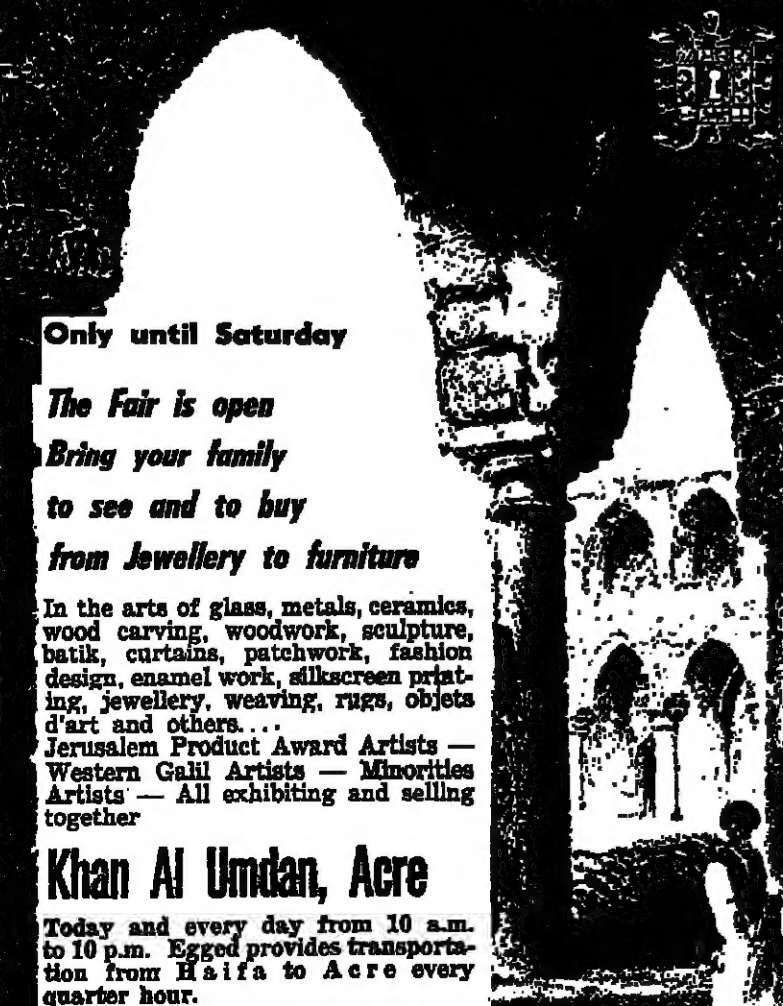 Only until Saturday
The Fair is open
Bring your family
to see and to buy
from Jewellery to furniture
In the arts of glass, metals, ceramics,
wood carving, woodwork, sculpture,
batik, curtains, patchwork, fashion
design, enamel work, silkscreen print-
ing, jewellery, weaving, rugs, objets
d'art and others....
Jerusalem Product Award Artists —
Western Galil Artists — Minorities
Artists — All exhibiting and selling
together
Khan Al Umdan, Acre
Today and every day from 10 a.m.
to 10 p.m. Egged provides transporta-
tion from Haifa to Acre every
quarter hour.